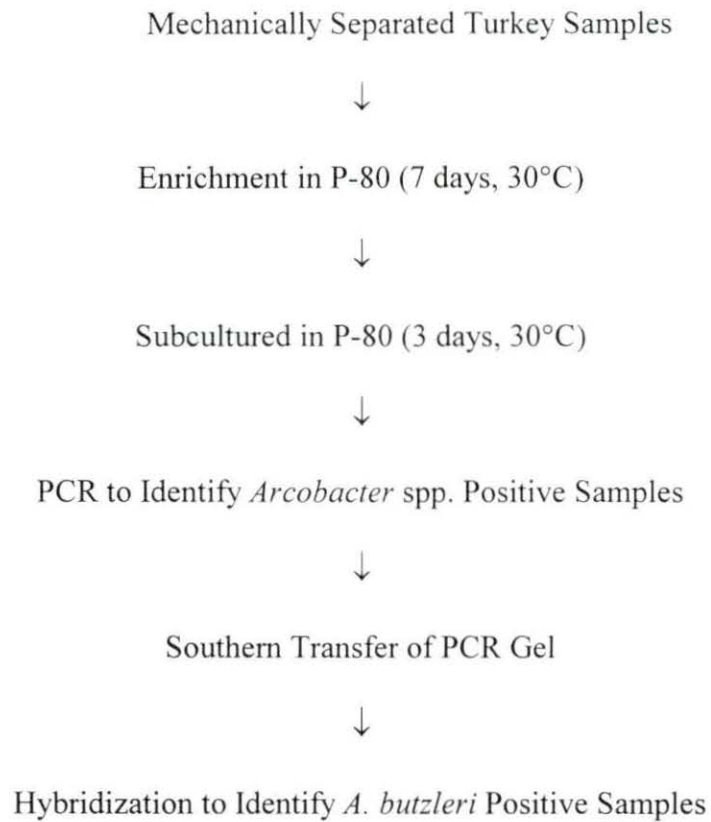 Mechanically Separated Turkey Samples
↓
Enrichment in P-80 (7 days, 30°C)
↓
Subcultured in P-80 (3 days, 30°C)
↓
PCR to Identify Arcobacter spp. Positive Samples
↓
Southern Transfer of PCR Gel
↓
Hybridization to Identify A. butzleri Positive Samples